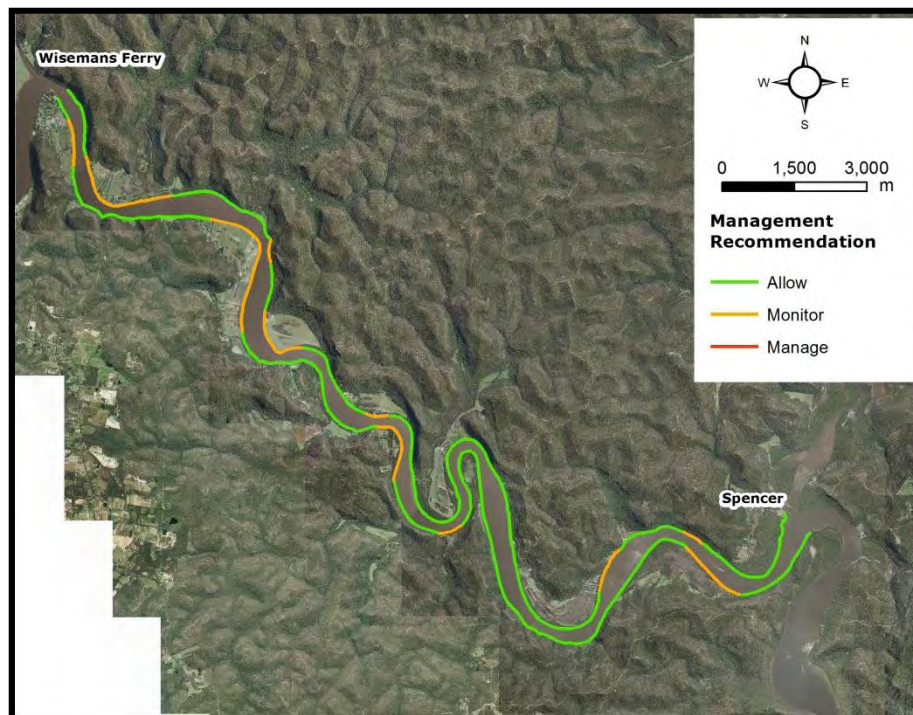 Wisemans Ferry
N
W E
S
0 1,500 3,000
m
Management
Recommendation
Allow
Monitor
Manage
Spencer